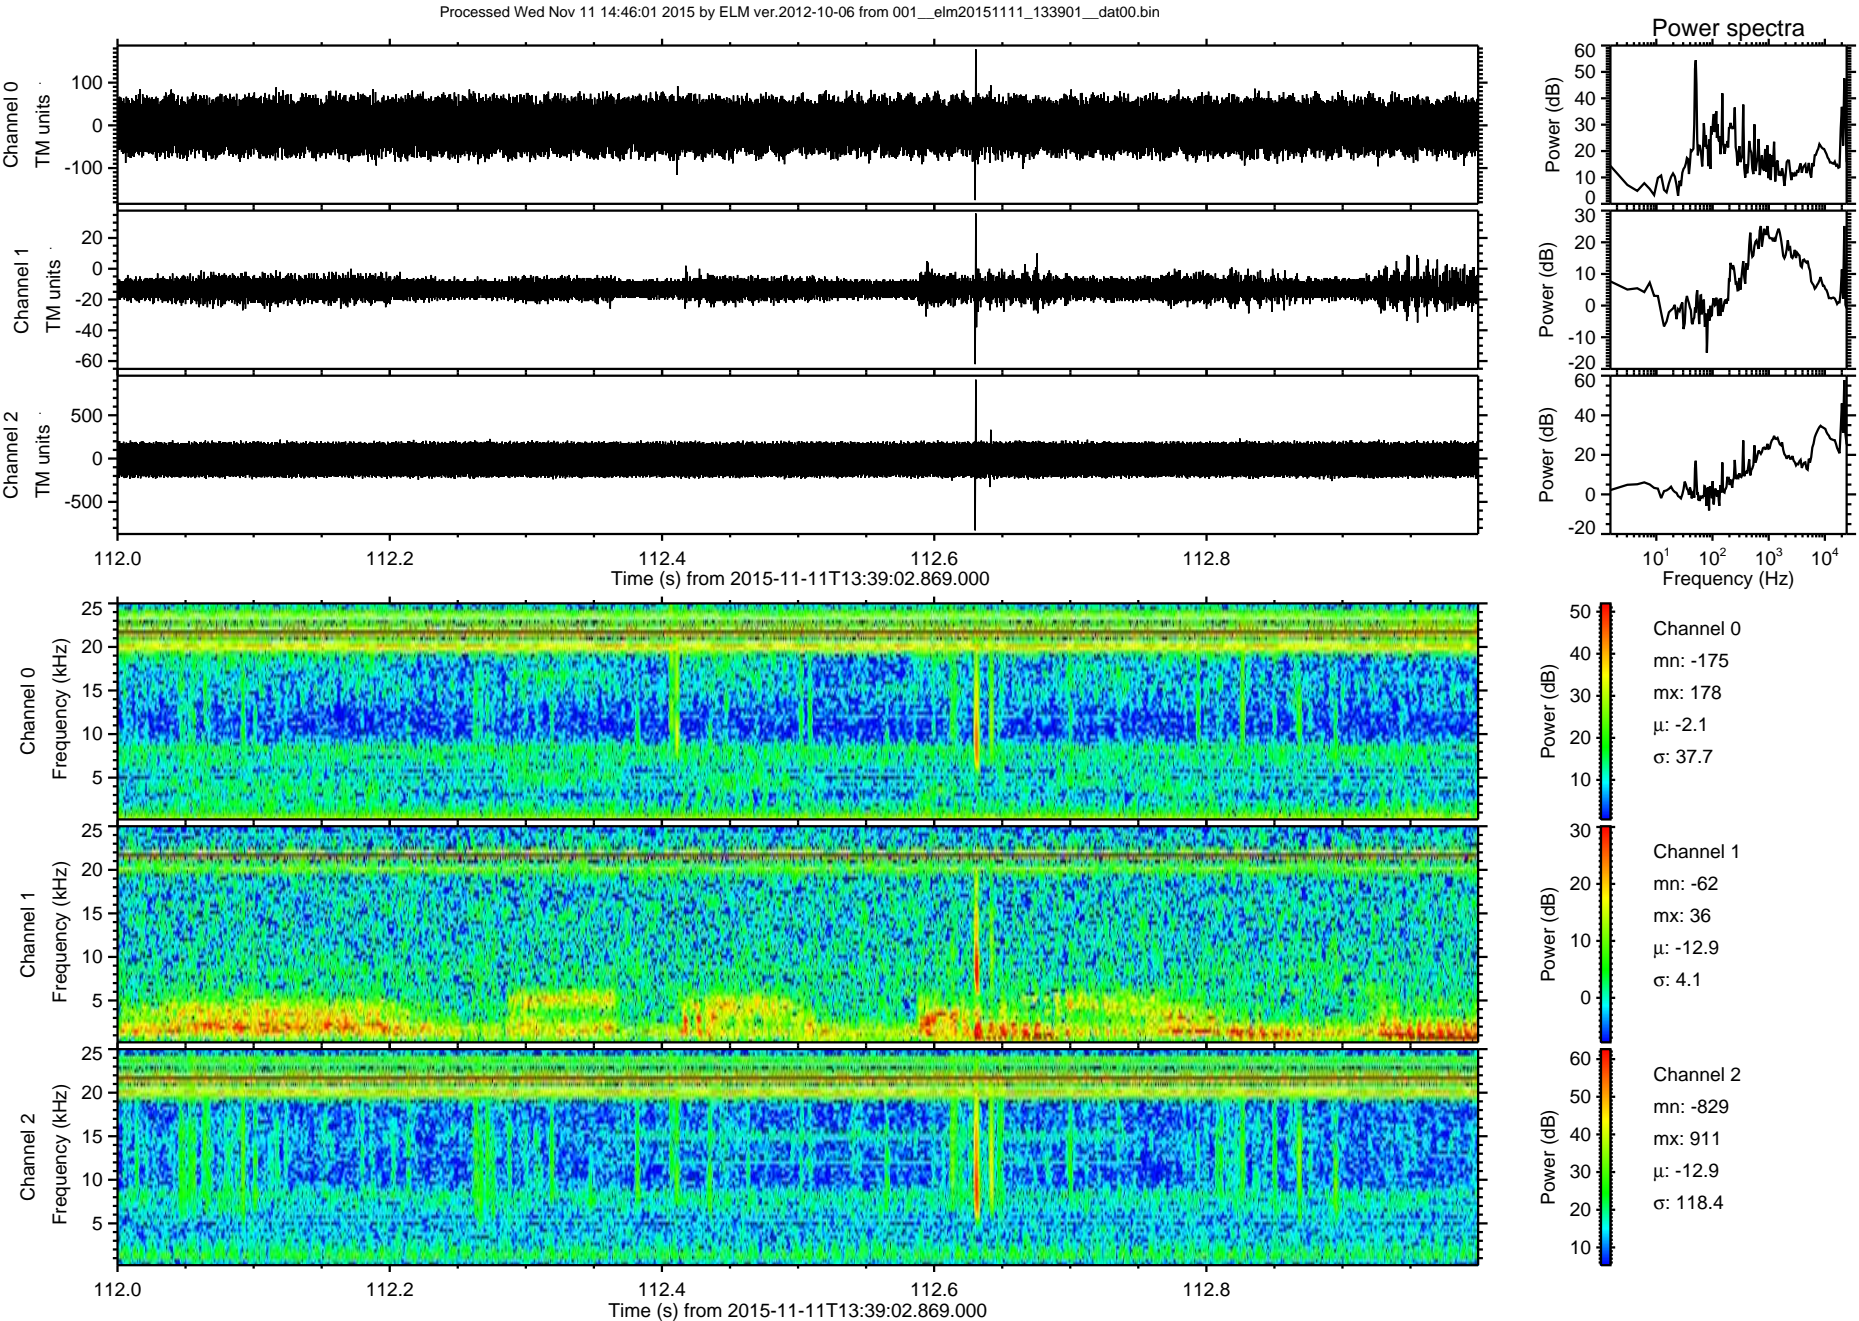 Processed Wed Nov 11 14:46:01 2015 by ELM ver.2012-10-06 from 001__elm20151111_133901__dat00.bin
Power spectra
Channel 0
TM units
100
0
-100
Power (dB)
60
50
40
30
20
10
0
Channel 1
TM units
20
0
-20
-40
-60
Power (dB)
30
20
10
0
-10
-20
Channel 2
TM units
500
0
-500
Power (dB)
60
40
20
0
-20
112.0 112.2 112.4 112.6 112.8
Time (s) from 2015-11-11T13:39:02.869.000
10¹ 10² 10³ 10⁴
Frequency (Hz)
Channel 0
Frequency (kHz)
25
20
15
10
5
Power (dB)
50
40
30
20
10
Channel 0
mn: -175
mx: 178
μ: -2.1
σ: 37.7
Channel 1
Frequency (kHz)
25
20
15
10
5
Power (dB)
30
20
10
0
Channel 1
mn: -62
mx: 36
μ: -12.9
σ: 4.1
Channel 2
Frequency (kHz)
25
20
15
10
5
Power (dB)
60
50
40
30
20
10
Channel 2
mn: -829
mx: 911
μ: -12.9
σ: 118.4
112.0 112.2 112.4 112.6 112.8
Time (s) from 2015-11-11T13:39:02.869.000